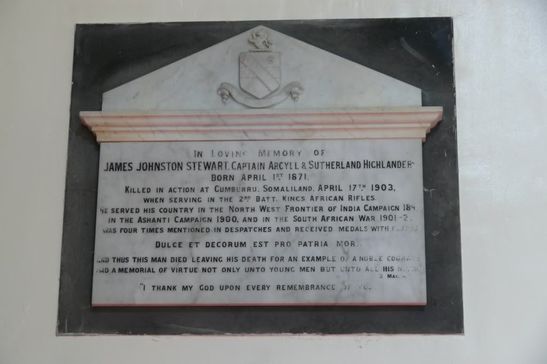 IN LOVING MEMORY OF
JAMES JOHNSTON STEWART, CAPTAIN ARGYLL & SUTHERLAND HIGHLANDERS
BORN APRIL 1ST 1871.
KILLED IN ACTION AT GUMBURRU, SOMALILAND, APRIL 17TH 1903,
WHEN SERVING IN THE 2ND BATT. KINGS AFRICAN RIFLES.
HE SERVED HIS COUNTRY IN THE NORTH WEST FRONTIER OF INDIA CAMPAIGN
IN THE ASHANTI CAMPAIGN 1900, AND IN THE SOUTH AFRICAN WAR 1901-2.
WAS FOUR TIMES MENTIONED IN DESPATCHES AND RECEIVED MEDALS WITH
DULCE ET DECORUM EST PRO PATRIA MORI
AND THUS THIS MAN DIED LEAVING HIS DEATH FOR AN EXAMPLE OF A NOBLE COURAGE
AND A MEMORIAL OF VIRTUE NOT ONLY UNTO YOUNG MEN BUT UNTO ALL HIS
"I THANK MY GOD UPON EVERY REMEMBRANCE OF YOU.